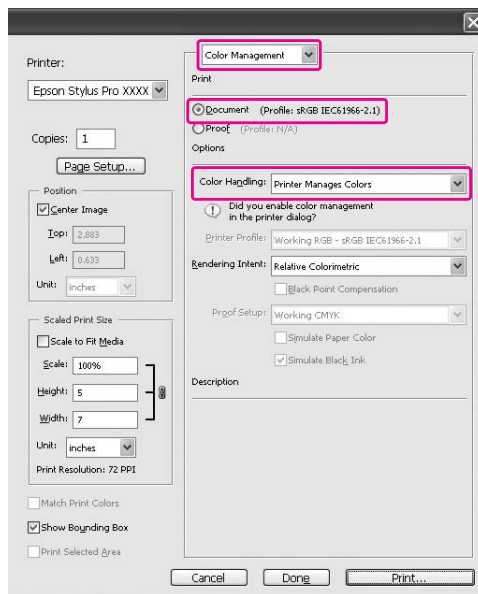 Printer:
Epson Stylus Pro XXXX
Copies: 1
Page Setup...
Position
Center Image
Top: 2.883
Left: 0.633
Unit: inches
Scaled Print Size
Scale to Fit Media
Scale: 100%
Height: 5
Width: 7
Unit: inches
Print Resolution: 72 PPI
Match Print Colors
Show Bounding Box
Print Selected Area
Color Management
Print
Document (Profile: sRGB IEC61966-2.1)
Proof (Profile: N/A)
Options
Color Handling: Printer Manages Colors
Did you enable color management
in the printer dialog?
Printer Profile: Working RGB - sRGB IEC61966-2.1
Rendering Intent: Relative Colorimetric
Black Point Compensation
Proof Setup: Working CMYK
Simulate Paper Color
Simulate Black Ink
Description
Cancel
Done
Print...